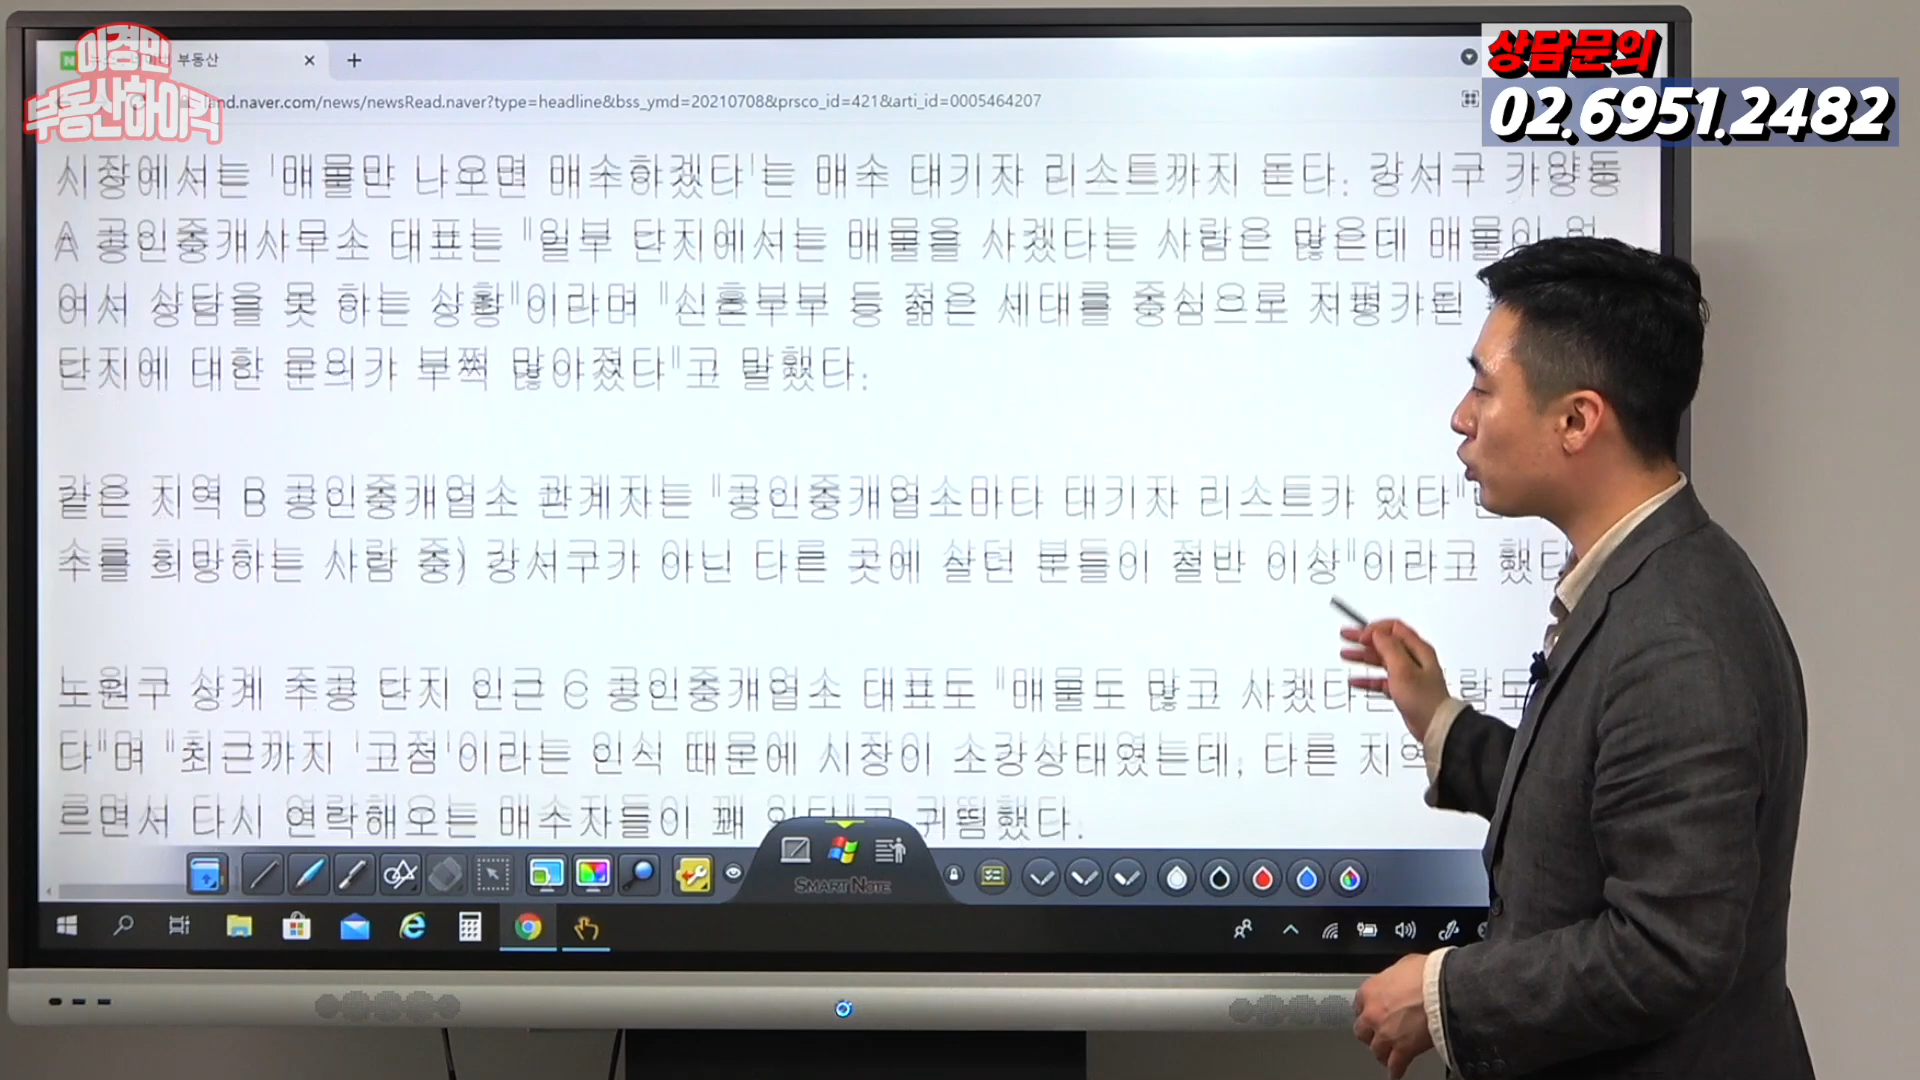 이경민
부동산하이킥
상담문의
02.6951.2482
부동산
land.naver.com/news/newsRead.naver?type=headline&bss_ymd=20210708&prsco_id=421&arti_id=0005464207
시장에서는 '매물만 나오면 매수하겠다'는 매수 대기자 리스트까지 돈다. 강서구 가양동
A 공인중개사무소 대표는 "일부 단지에서는 매물을 사겠다는 사람은 많은데 매물이 없
어서 상담을 못 하는 상황"이라며 "신혼부부 등 젊은 세대를 중심으로 저평가된
단지에 대한 문의가 부쩍 많아졌다"고 말했다.
같은 지역 B 공인중개업소 관계자는 "공인중개업소마다 대기자 리스트가 있다"
수를 희망하는 사람 중) 강서구가 아닌 다른 곳에 살던 분들이 절반 이상"이라고 했다
노원구 상계 주공 단지 인근 C 공인중개업소 대표도 "매물도 많고 사겠다는 사람도
다"며 "최근까지 '고점'이라는 인식 때문에 시장이 소강상태였는데, 다른 지역
르면서 다시 연락해오는 매수자들이 꽤 있다"고 귀띔했다.
SMART NOTE